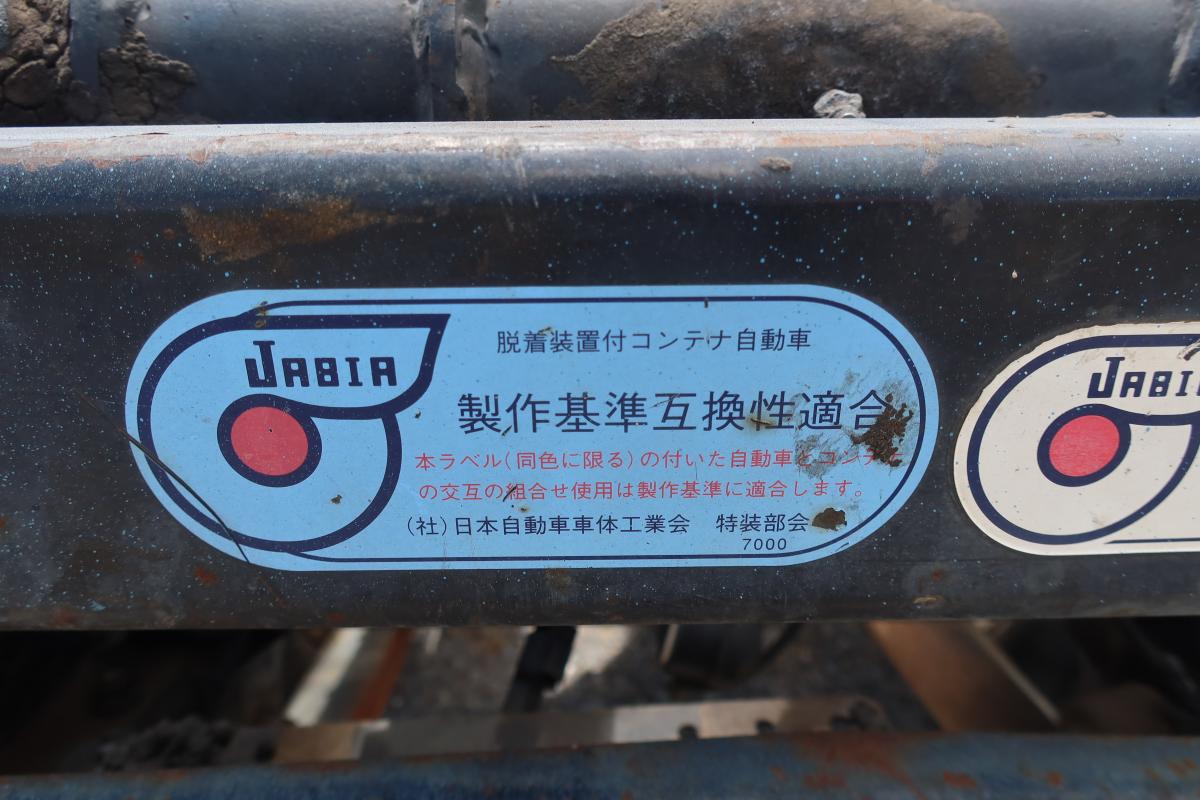 JABIA
脱着装置付コンテナ自動車
製作基準互換性適合
本ラベル(同色に限る)の付いた自動車とコンテナ
の交互の組合せ使用は製作基準に適合します。
(社)日本自動車車体工業会 特装部会
7000
JABI